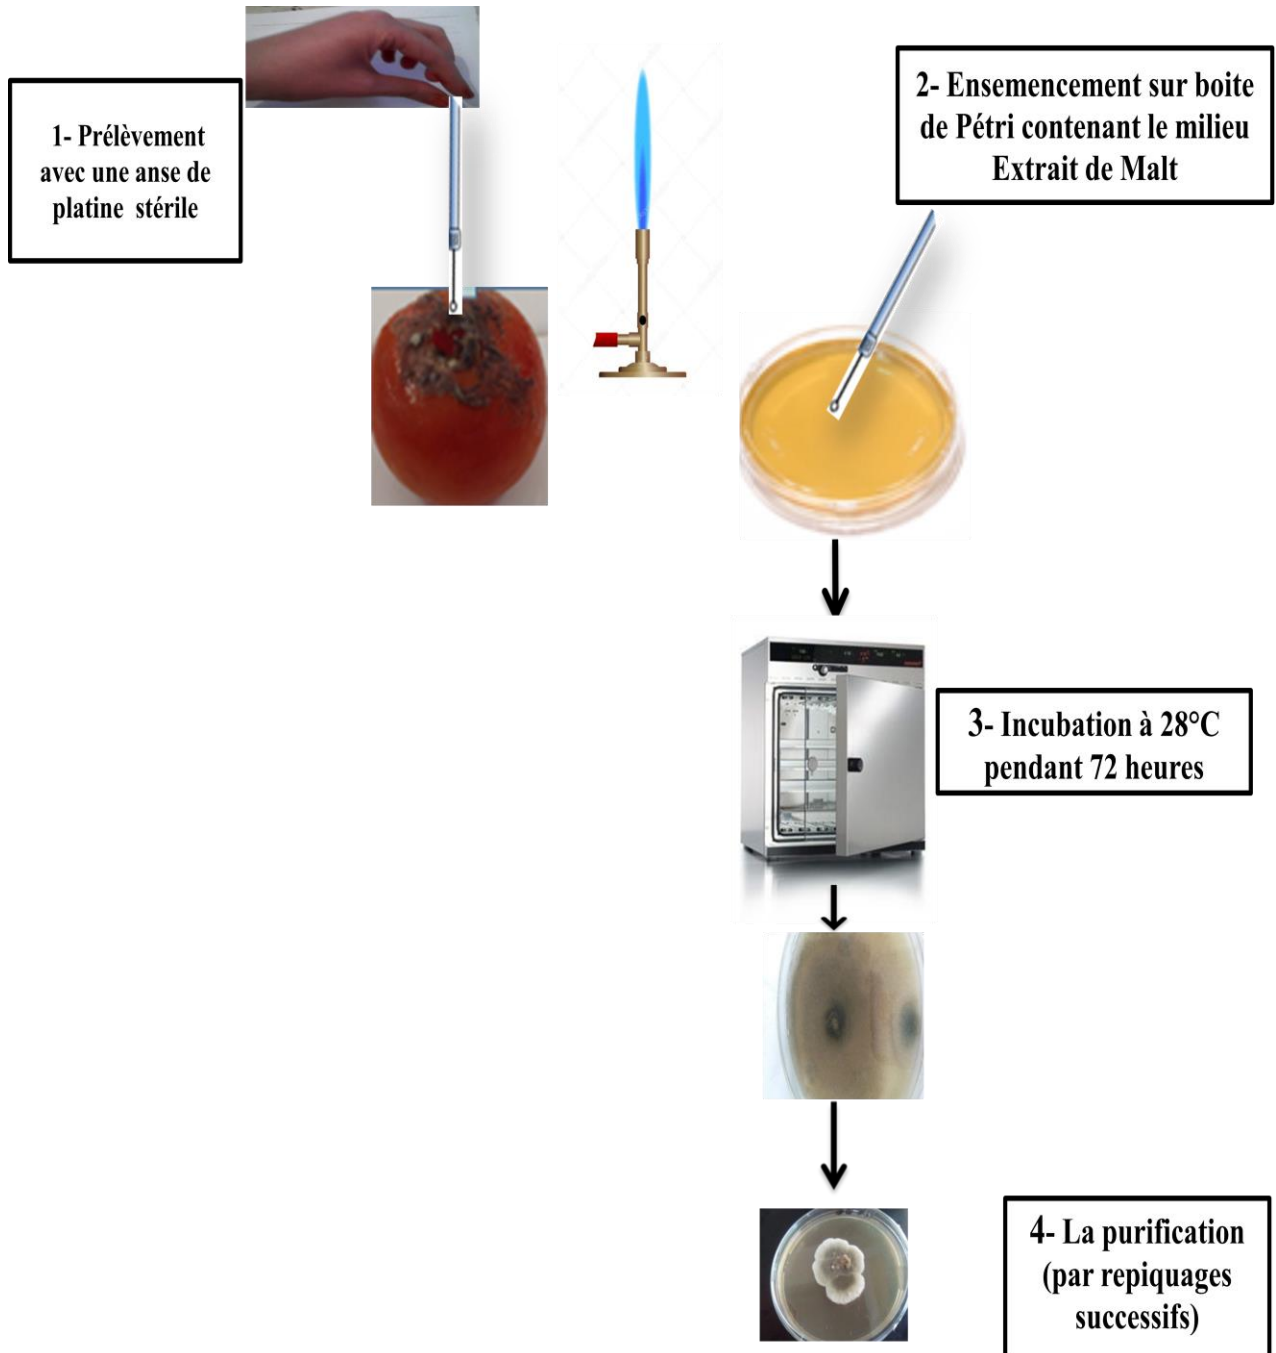 1- Prélèvement
avec une anse de
platine stérile
2- Ensemencement sur boite
de Pétri contenant le milieu
Extrait de Malt
3- Incubation à 28°C
pendant 72 heures
4- La purification
(par repiquages
successifs)